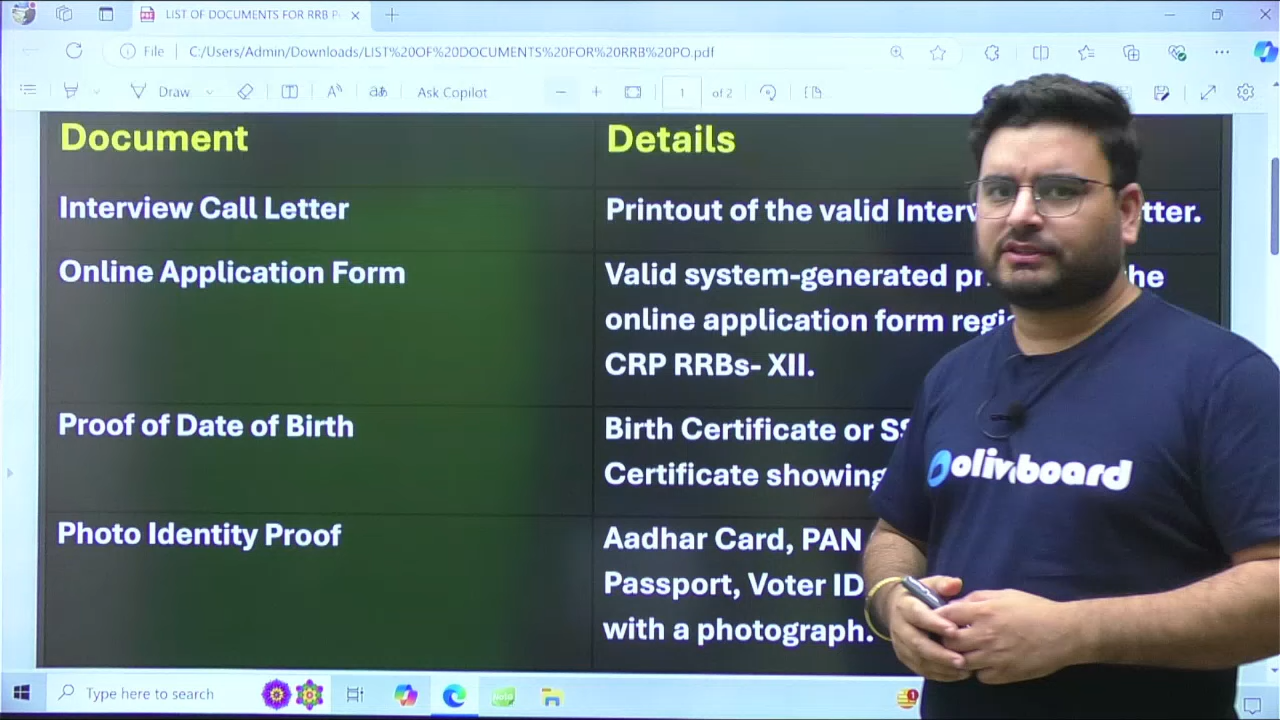 LIST OF DOCUMENTS FOR RRB P
File
C:/Users/Admin/Downloads/LIST%20OF%20DOCUMENTS%20FOR%20RRB%20PO.pdf
Draw
Ask Copilot
1 of 2
Document
Details
Interview Call Letter
Printout of the valid Interv tter.
Online Application Form
Valid system-generated pr he
online application form regi
CRP RRBs- XII.
Proof of Date of Birth
Birth Certificate or SS
Certificate showing
Photo Identity Proof
Aadhar Card, PAN
Passport, Voter ID
with a photograph.
oliveboard
Type here to search